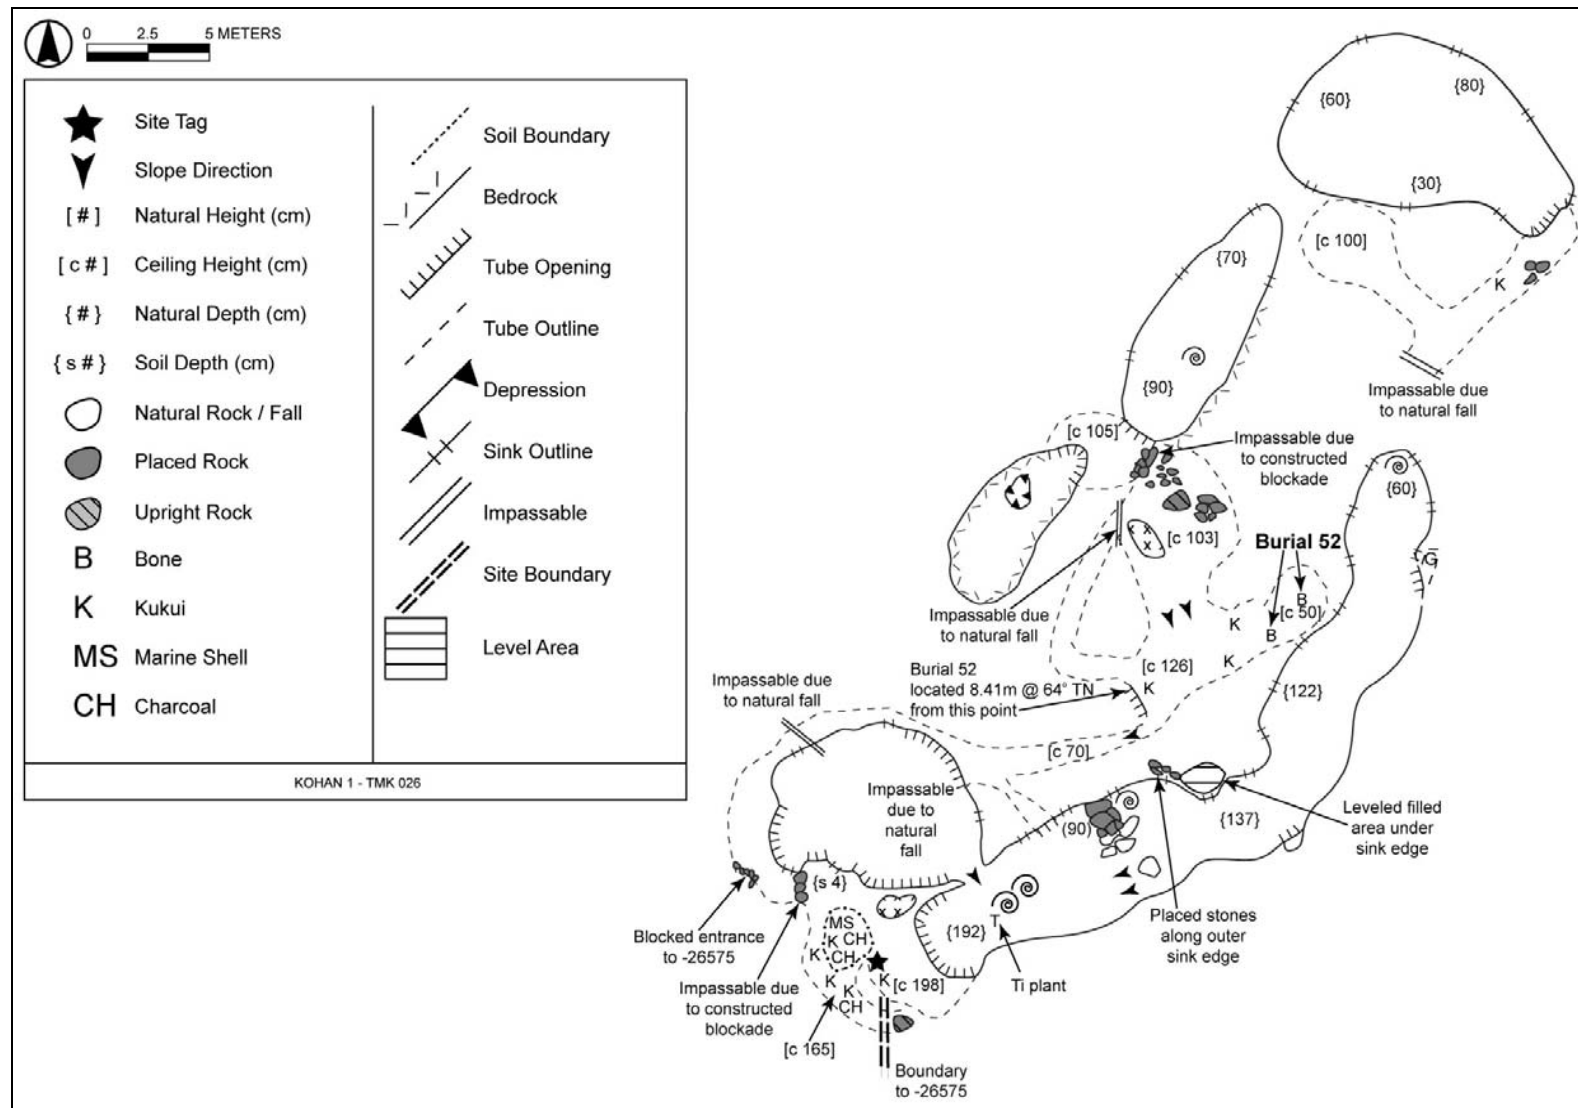 0 2.5 5 METERS
Site Tag
Slope Direction
[ # ] Natural Height (cm)
[ c # ] Ceiling Height (cm)
{ # } Natural Depth (cm)
{ s # } Soil Depth (cm)
Natural Rock / Fall
Placed Rock
Upright Rock
B Bone
K Kukui
MS Marine Shell
CH Charcoal
Soil Boundary
Bedrock
Tube Opening
Tube Outline
Depression
Sink Outline
Impassable
Site Boundary
Level Area
KOHAN 1 - TMK 026
{60}
{80}
{30}
[c 100]
K
Impassable due
to natural fall
{70}
{90}
[c 105]
Impassable due
to constructed
blockade
[c 103]
{60}
G
Burial 52
B
[c 50]
B
K
K
Impassable due
to natural fall
[c 126]
K
Burial 52
located 8.41m @ 64° TN
from this point
{122}
Impassable due
to natural fall
[c 70]
Impassable
due to
natural
fall
(90)
{137}
Leveled filled
area under
sink edge
{s 4}
Placed stones
along outer
sink edge
{192}
T
Ti plant
MS
K CH
K CH
K
K
CH
K
[c 198]
Blocked entrance
to -26575
Impassable due
to constructed
blockade
[c 165]
Boundary
to -26575